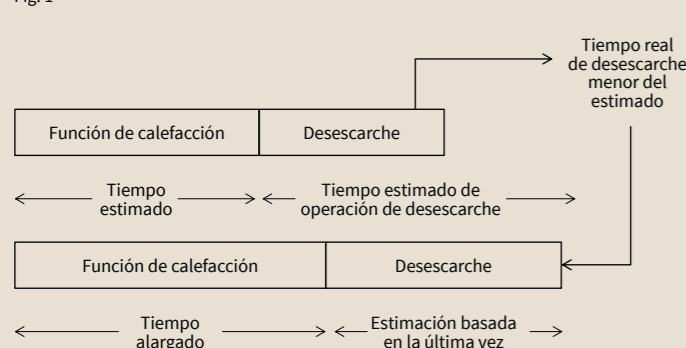 Fig. 1
Tiempo real
de desescarche
menor del
estimado
Función de calefacción
Desescarche
Tiempo
estimado
Tiempo estimado de
operación de desescarche
Función de calefacción
Desescarche
Tiempo
alargado
Estimación basada
en la última vez